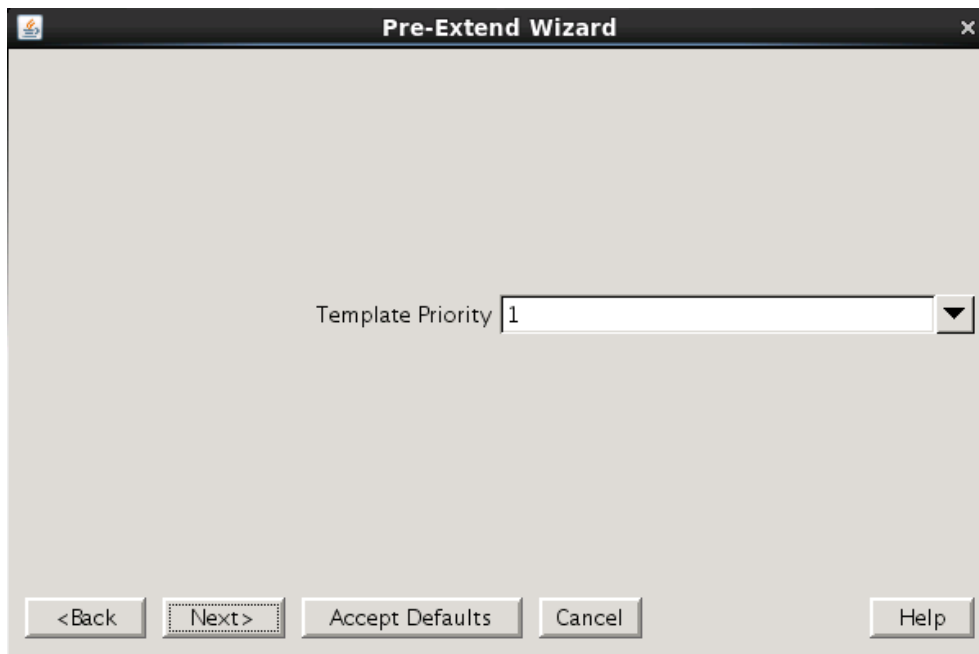 Pre-Extend Wizard
Template Priority 1
<Back Next> Accept Defaults Cancel Help